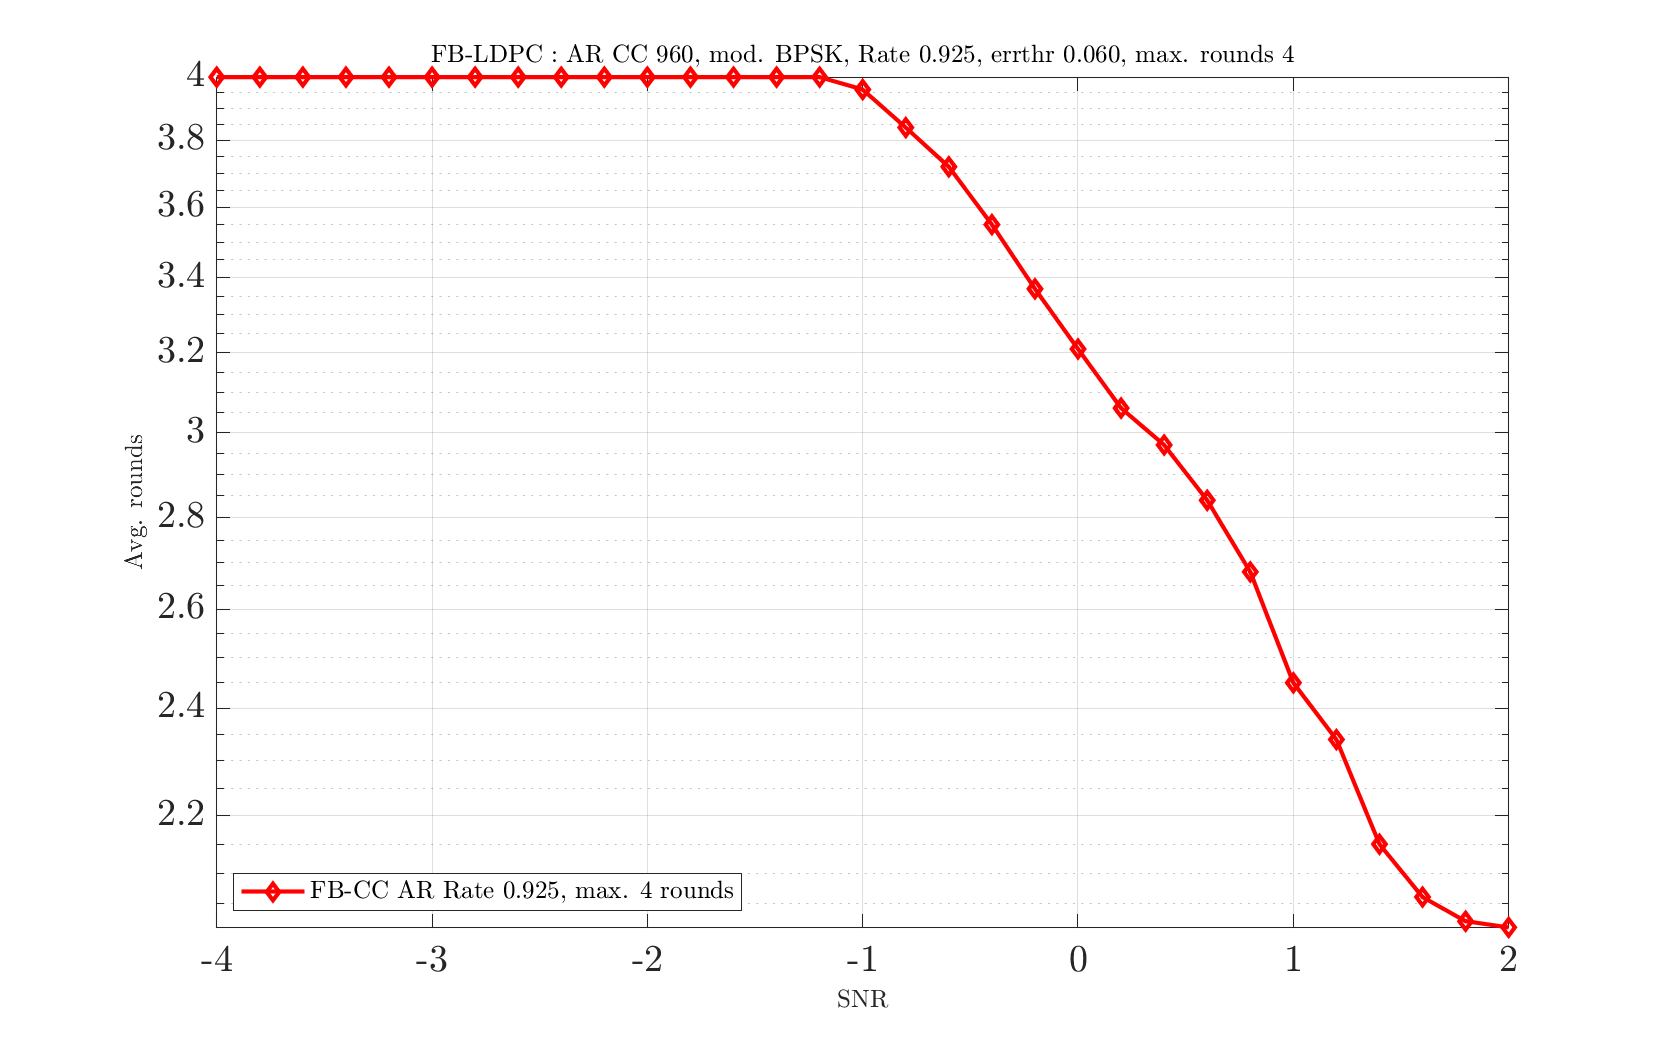 FB-LDPC : AR CC 960, mod. BPSK, Rate 0.925, errthr 0.060, max. rounds 4
4
3.8
3.6
3.4
3.2
3
2.8
2.6
2.4
2.2
Avg. rounds
FB-CC AR Rate 0.925, max. 4 rounds
-4 -3 -2 -1 0 1 2
SNR